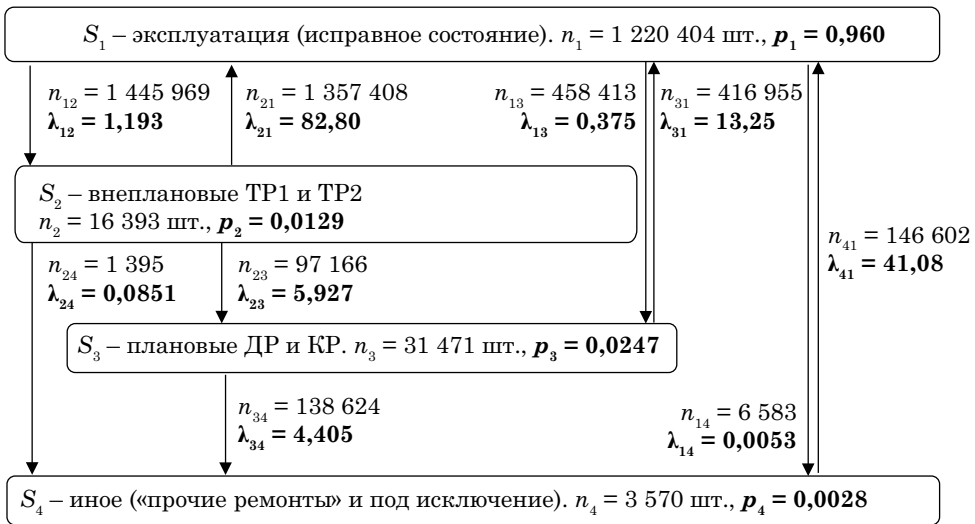 S₁ – эксплуатация (исправное состояние). n₁ = 1 220 404 шт., p₁ = 0,960
n₁₂ = 1 445 969
λ₁₂ = 1,193
n₂₁ = 1 357 408
λ₂₁ = 82,80
n₁₃ = 458 413
λ₁₃ = 0,375
n₃₁ = 416 955
λ₃₁ = 13,25
S₂ – внеплановые ТР1 и ТР2
n₂ = 16 393 шт., p₂ = 0,0129
n₄₁ = 146 602
λ₄₁ = 41,08
n₂₄ = 1 395
λ₂₄ = 0,0851
n₂₃ = 97 166
λ₂₃ = 5,927
S₃ – плановые ДР и КР. n₃ = 31 471 шт., p₃ = 0,0247
n₃₄ = 138 624
λ₃₄ = 4,405
n₁₄ = 6 583
λ₁₄ = 0,0053
S₄ – иное («прочие ремонты» и под исключение). n₄ = 3 570 шт., p₄ = 0,0028